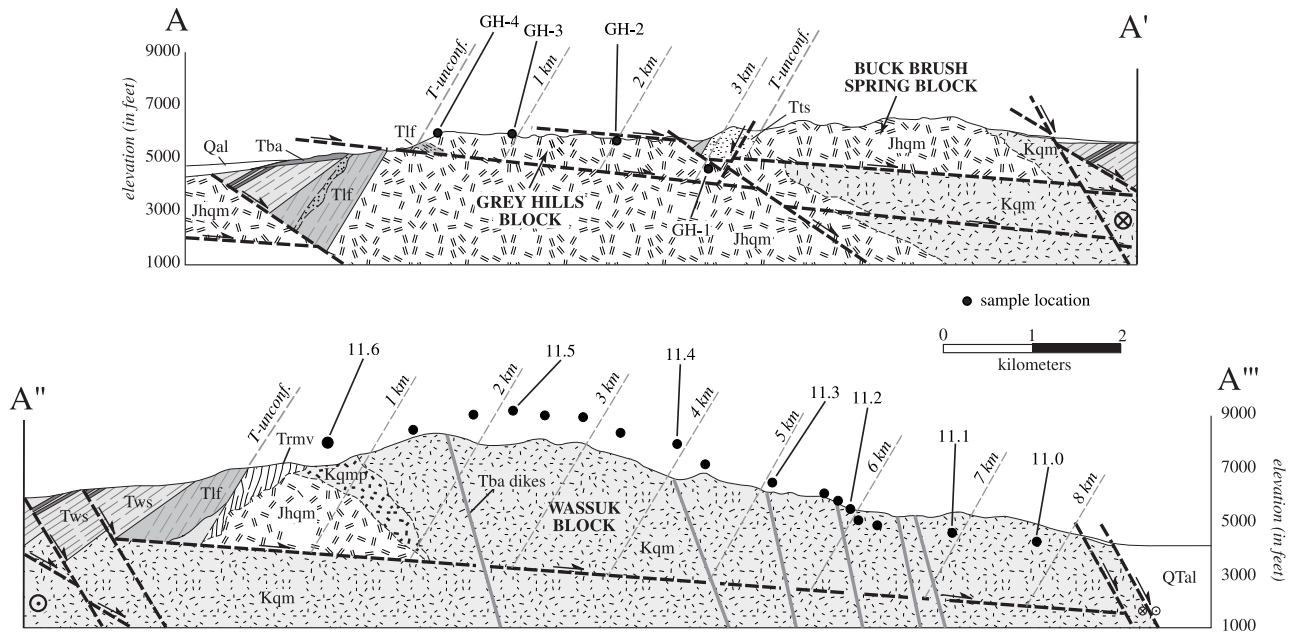 A
A'
GH-4
GH-3
GH-2
T-unconf.
1 km
2 km
3 km
T-unconf.
BUCK BRUSH
SPRING BLOCK
9000
7000
5000
3000
1000
elevation (in feet)
Qal
Tba
Tlf
Tlf
Tts
Jhqm
Kqm
Jhqm
GREY HILLS
BLOCK
GH-1
Jhqm
Kqm
sample location
0
1
2
kilometers
A"
A'''
11.6
11.5
11.4
11.3
11.2
11.1
11.0
T-unconf.
1 km
2 km
3 km
4 km
5 km
6 km
7 km
8 km
9000
7000
5000
3000
1000
elevation (in feet)
Trmv
Kqmp
Tws
Tws
Tlf
Jhqm
Tba dikes
WASSUK
BLOCK
Kqm
Kqm
QTal